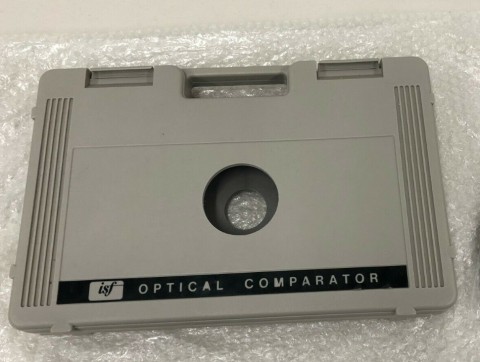 isf OPTICAL COMPARATOR